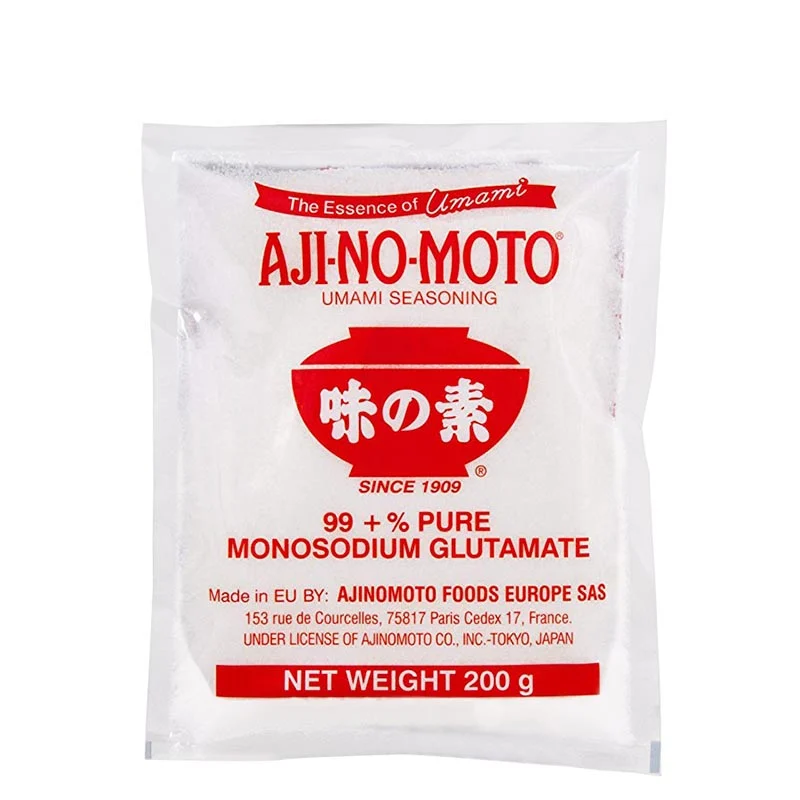 The Essence of Umami
AJI-NO-MOTO®
UMAMI SEASONING
味の素
®
SINCE 1909
99 + % PURE
MONOSODIUM GLUTAMATE
Made in EU BY: AJINOMOTO FOODS EUROPE SAS
153 rue de Courcelles, 75817 Paris Cedex 17, France.
UNDER LICENSE OF AJINOMOTO CO., INC.-TOKYO, JAPAN
NET WEIGHT 200 g